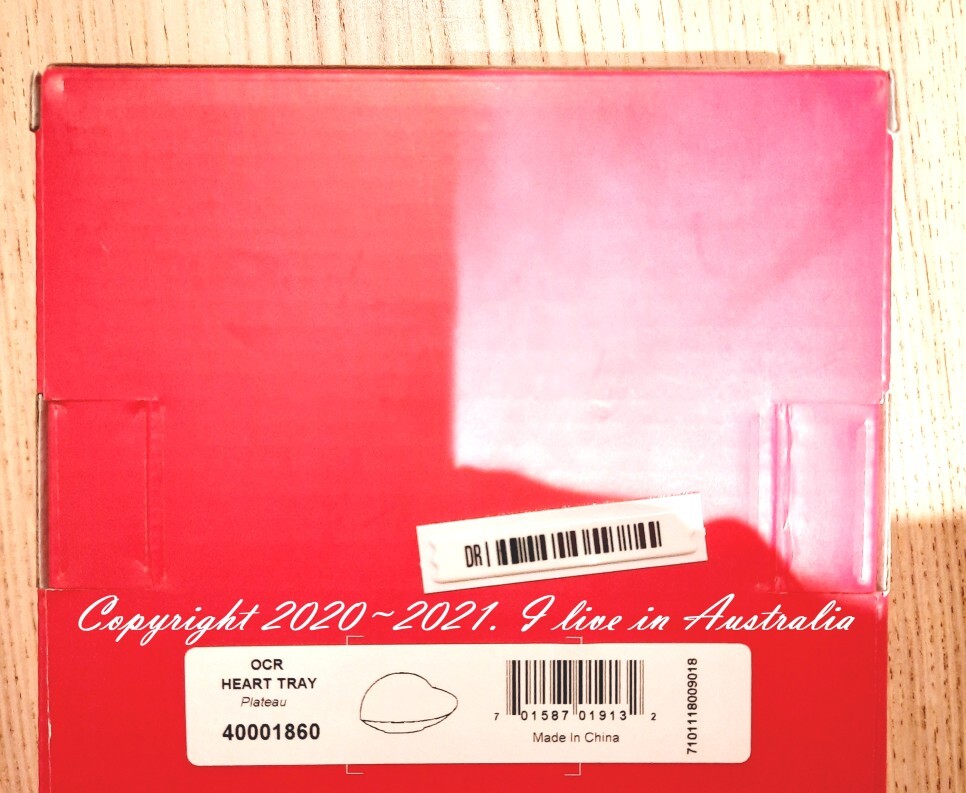 DR
Copyright 2020~2021. I live in Australia
OCR
HEART TRAY
Plateau
40001860
7 01587 01913 2
Made In China
7101118009018